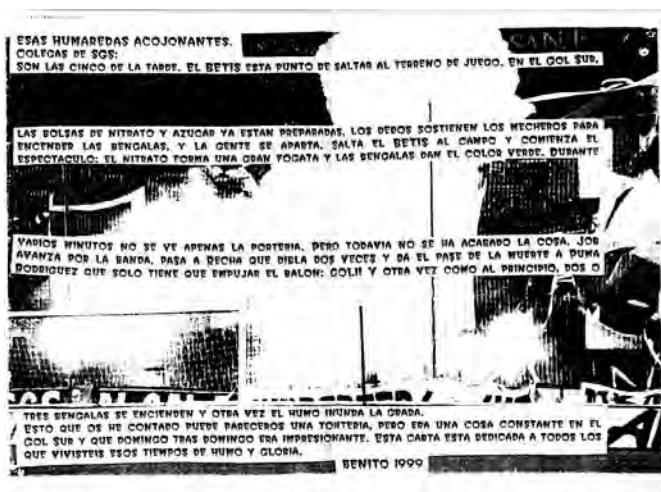 ESAS HUMAREDAS ACOJONANTES.
COLEGAS DE SGS:
SON LAS CINCO DE LA TARDE. EL BETIS ESTA PUNTO DE SALTAR AL TERRENO DE JUEGO. EN EL GOL SUR,
LAS BOLSAS DE NITRATO Y AZUCAR YA ESTAN PREPARADAS, LOS DEDOS SOSTIENEN LOS MECHEROS PARA
ENCENDER LAS BENGALAS, Y LA GENTE SE APARTA. SALTA EL BETIS AL CAMPO Y COMIENZA EL
ESPECTACULO: EL NITRATO FORMA UNA GRAN FOGATA Y LAS BENGALAS DAN EL COLOR VERDE. DURANTE
VARIOS MINUTOS NO SE VE APENAS LA PORTERIA. PERO TODAVIA NO SE HA ACABADO LA COSA. JOB
AVANZA POR LA BANDA, PASA A RECHA QUE DIBLA DOS VECES Y DA EL PASE DE LA MUERTE A PUMA
RODRIGUEZ QUE SOLO TIENE QUE EMPUJAR EL BALON: GOL!! Y OTRA VEZ COMO AL PRINCIPIO, DOS O
TRES BENGALAS SE ENCIENDEN Y OTRA VEZ EL HUMO INUNDA LA GRADA.
ESTO QUE OS HE CONTADO PUEDE PARECEROS UNA TONTERIA, PERO ERA UNA COSA CONSTANTE EN EL
GOL SUR Y QUE DOMINGO TRAS DOMINGO ERA IMPRESIONANTE. ESTA CARTA ESTA DEDICADA A TODOS LOS
QUE VIVISTEIS ESOS TIEMPOS DE HUMO Y GLORIA.
BENITO 1999